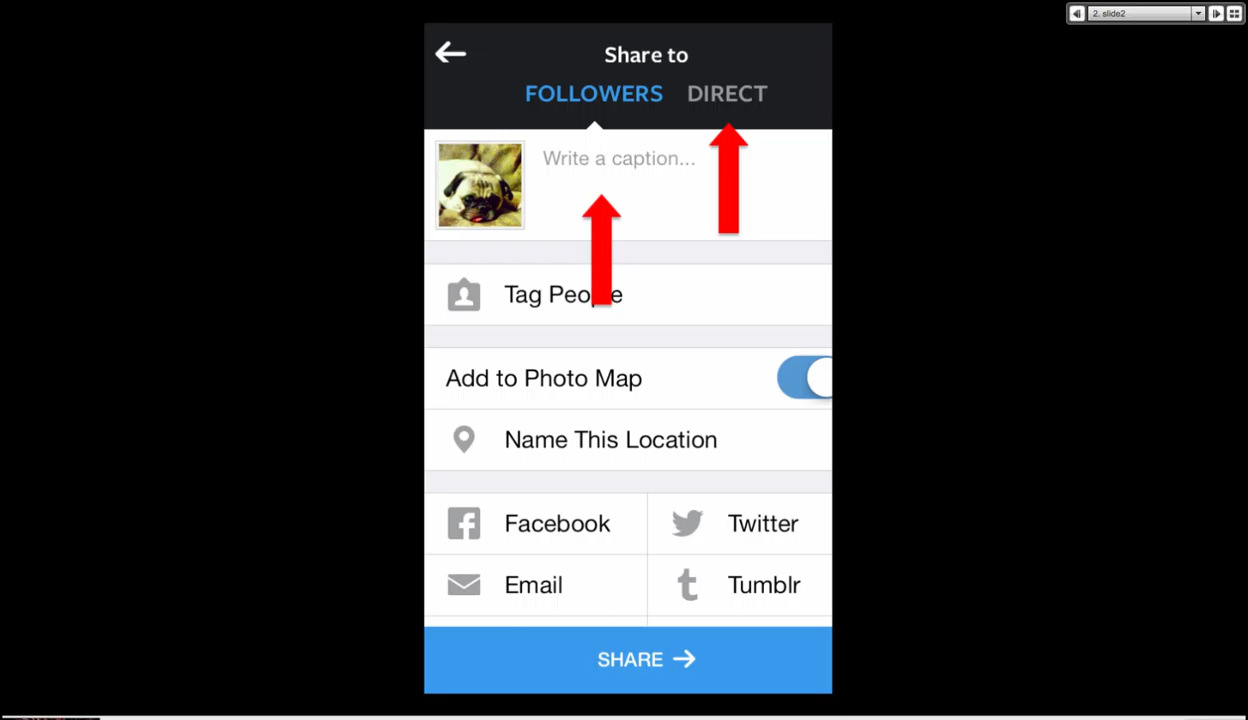 2. slide2
Share to
FOLLOWERS DIRECT
Write a caption...
Tag People
Add to Photo Map
Name This Location
Facebook Twitter
Email Tumblr
SHARE